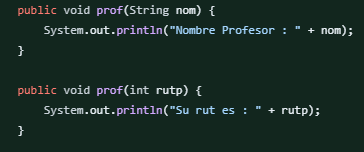 public void prof(String nom) {
    System.out.println("Nombre Profesor : " + nom);
}
public void prof(int rutp) {
    System.out.println("Su rut es : " + rutp);
}